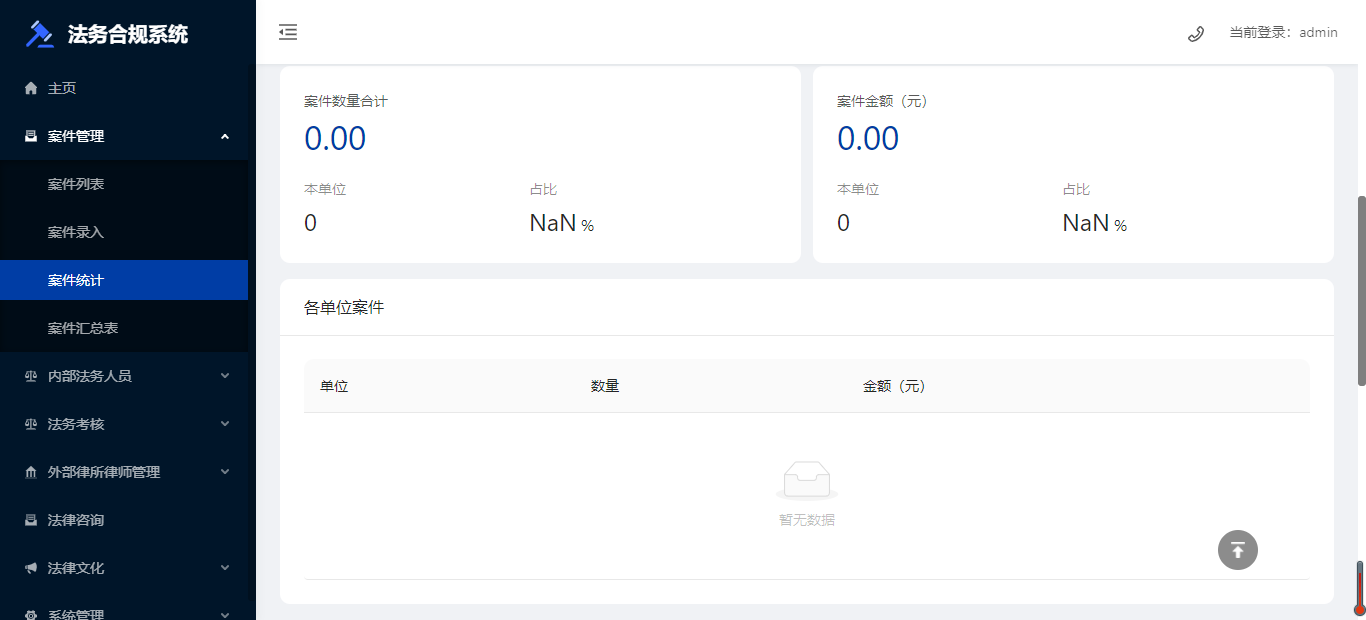 法务合规系统
当前登录：admin
主页
案件管理
案件列表
案件录入
案件统计
案件汇总表
内部法务人员
法务考核
外部律所律师管理
法律咨询
法律文化
系统管理
案件数量合计
0.00
本单位
占比
0
NaN %
案件金额（元）
0.00
本单位
占比
0
NaN %
各单位案件
单位
数量
金额（元）
暂无数据